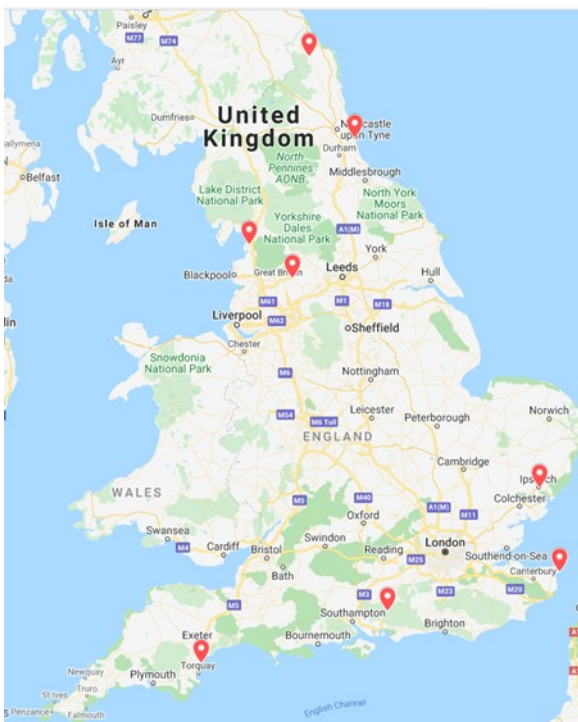 Paisley
M77
M74
Ayr
Dumfries
United
Kingdom
upon Tyne
Durham
North
Pennines
AONB
Middlesbrough
Belfast
Lake District
National Park
North York
Moors
National Park
Isle of Man
Yorkshire
Dales
National Park
A1(M)
York
Blackpool
Leeds
Hull
M61
M1
M18
Liverpool
M62
Sheffield
Chester
Snowdonia
National Park
M6
Nottingham
M54
M6 Toll
Leicester
Peterborough
Norwich
ENGLAND
Cambridge
WALES
M5
M40
A1(M)
M11
Colchester
Oxford
Swansea
M4
Cardiff
Bristol
Swindon
Reading
London
Southend-on-Sea
Bath
M25
Canterbury
M3
M23
M20
M5
Southampton
Brighton
Exeter
Bournemouth
Torquay
Newquay
Plymouth
Truro
St Ives
Penzance
Falmouth
English Channel